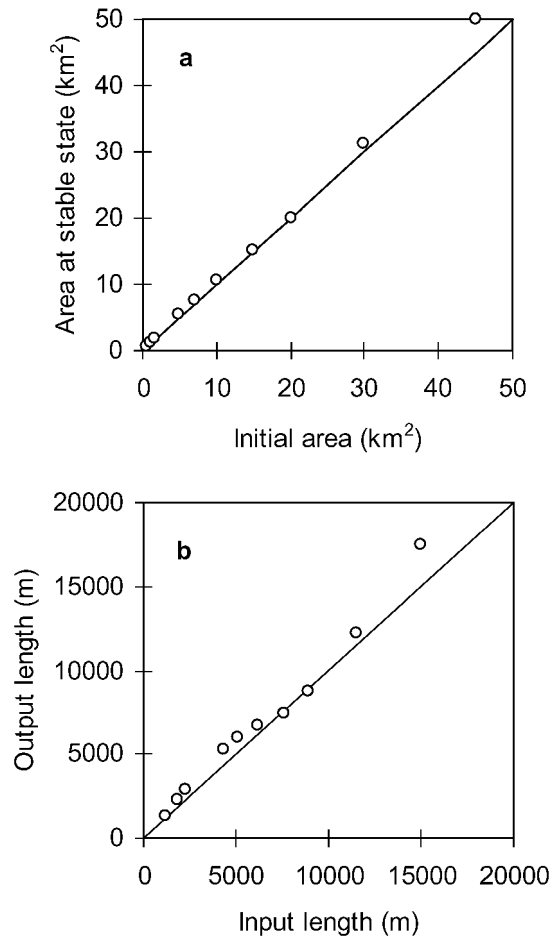 50
40
30
20
10
0
Area at stable state (km²)
a
0 10 20 30 40 50
Initial area (km²)
20000
15000
10000
5000
0
Output length (m)
b
0 5000 10000 15000 20000
Input length (m)